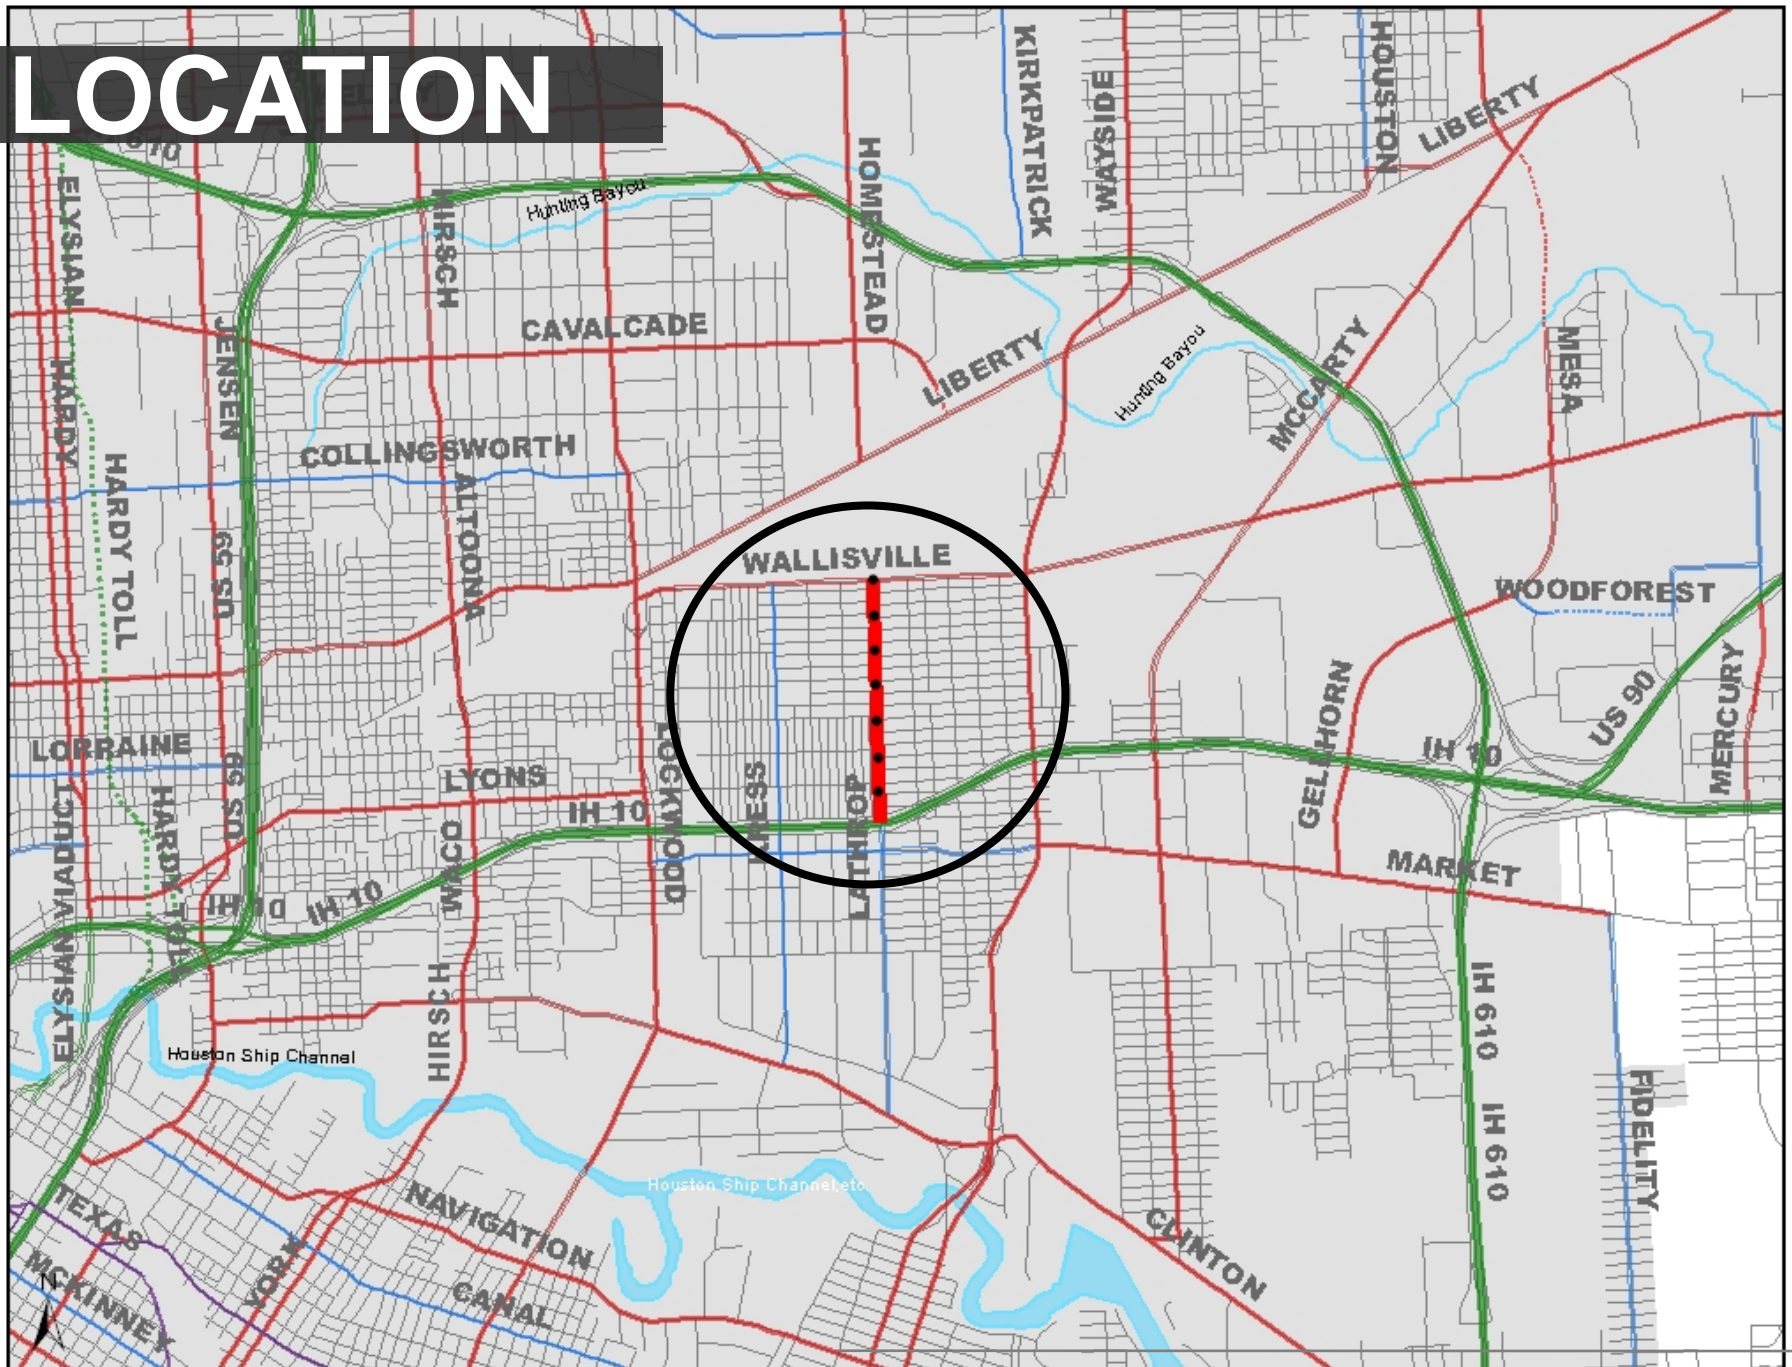 LOCATION
KIRKPATRICK
WAYSIDE
HOUSTON
LIBERTY
ELYSIAN
HIRSCH
Hunting Bayou
HOMESTEAD
JENSEN
CAVALCADE
LIBERTY
Hunting Bayou
MCCARTY
MESA
HARDY
COLLINGSWORTH
HARDY TOLL
ALTOONA
US 59
WALLISVILLE
WOODFOREST
LORRAINE
US 59
LYONS
IH 10
LOCKWOOD
LATHROP
GELLHORN
IH 10
US 90
MERCURY
ELYSIAN VIADUCT
HARDY TOLL
WACO
MARKET
IH 10
IH 10
HIRSCH
IH 610
Houston Ship Channel
IH 610
FIDELITY
Houston Ship Channel,etc
TEXAS
NAVIGATION
CLINTON
YORK
MCKINNEY
CANAL
N